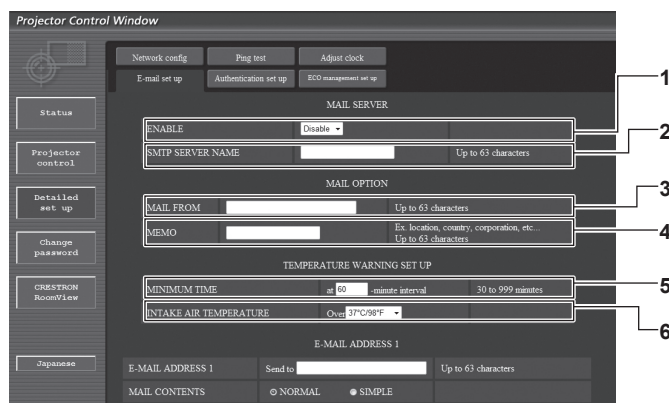 Projector Control Window
Network config Ping test Adjust clock
E-mail set up Authentication set up ECO management set up
Status
Projector control
Detailed set up
Change password
CRESTRON RoomView
Japanese
MAIL SERVER
ENABLE Disable 1
SMTP SERVER NAME Up to 63 characters 2
MAIL OPTION
MAIL FROM Up to 63 characters 3
MEMO Ex. location, country, corporation, etc... 4
Up to 63 characters
TEMPERATURE WARNING SET UP
MINIMUM TIME at 60 -minute interval 30 to 999 minutes 5
INTAKE AIR TEMPERATURE Over 37°C/98°F 6
E-MAIL ADDRESS 1
E-MAIL ADDRESS 1 Send to Up to 63 characters
MAIL CONTENTS NORMAL SIMPLE